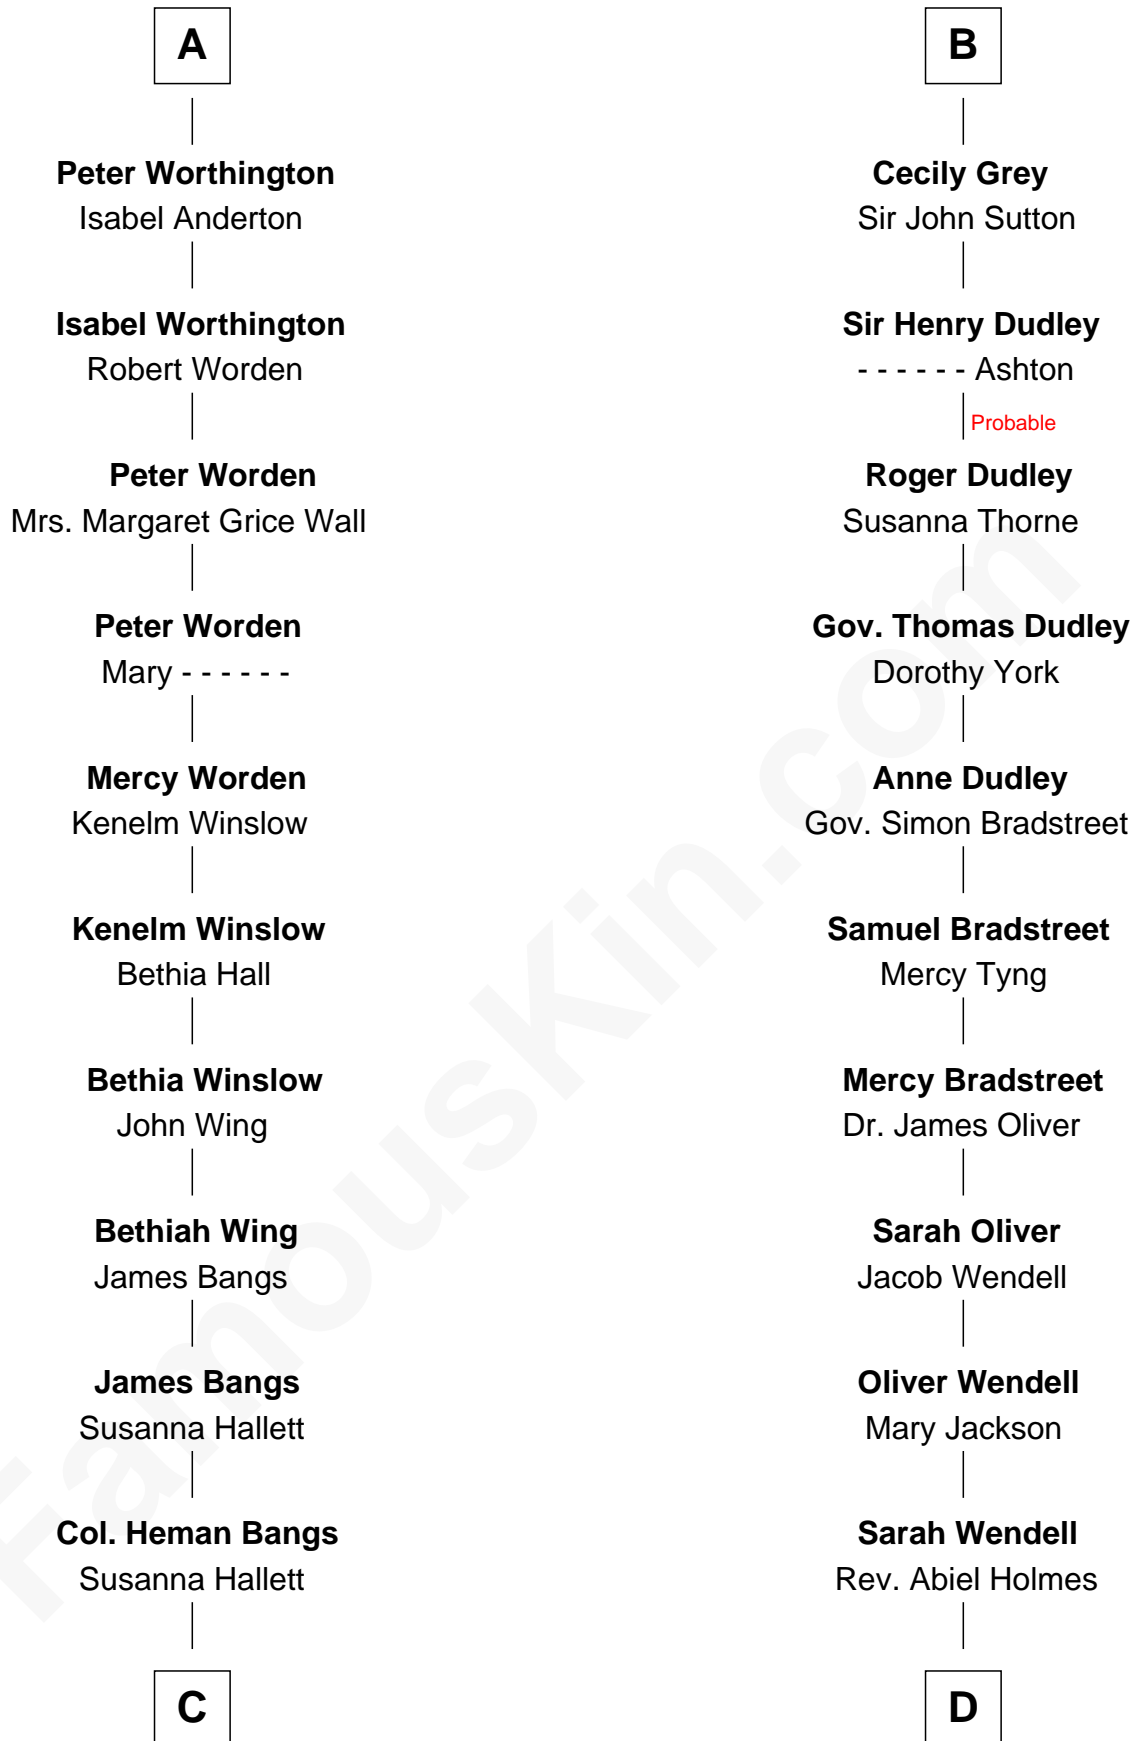 A
Peter Worthington
Isabel Anderton
Isabel Worthington
Robert Worden
Peter Worden
Mrs. Margaret Grice Wall
Peter Worden
Mary - - - - - -
Mercy Worden
Kenelm Winslow
Kenelm Winslow
Bethia Hall
Bethia Winslow
John Wing
Bethiah Wing
James Bangs
James Bangs
Susanna Hallett
Col. Heman Bangs
Susanna Hallett
C
B
Cecily Grey
Sir John Sutton
Sir Henry Dudley
- - - - - - Ashton
Probable
Roger Dudley
Susanna Thorne
Gov. Thomas Dudley
Dorothy York
Anne Dudley
Gov. Simon Bradstreet
Samuel Bradstreet
Mercy Tyng
Mercy Bradstreet
Dr. James Oliver
Sarah Oliver
Jacob Wendell
Oliver Wendell
Mary Jackson
Sarah Wendell
Rev. Abiel Holmes
D
FamousKin.com